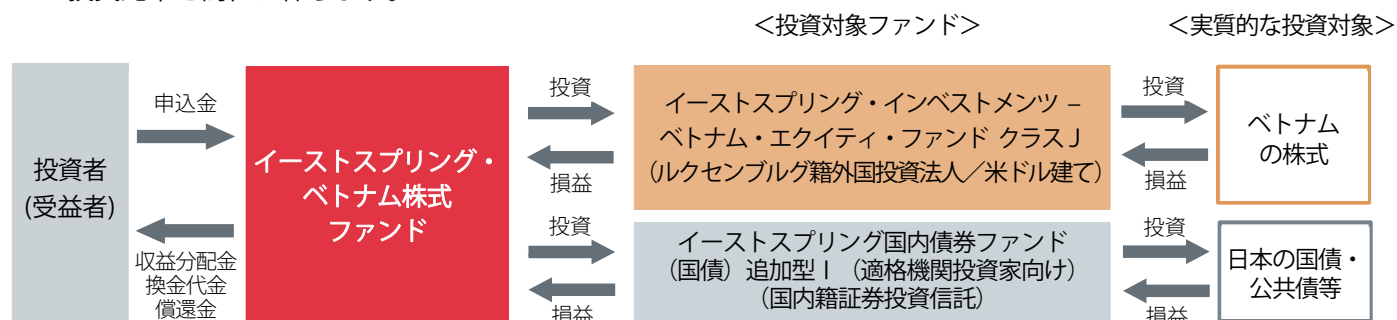 ＜投資対象ファンド＞
＜実質的な投資対象＞
投資者
(受益者)
申込金
収益分配金
換金代金
償還金
イーストスプリング・
ベトナム株式
ファンド
投資
損益
投資
損益
イーストスプリング・インベストメンツ －
ベトナム・エクイティ・ファンド クラスＪ
（ルクセンブルグ籍外国投資法人／米ドル建て）
イーストスプリング国内債券ファンド
（国債）追加型Ⅰ（適格機関投資家向け）
（国内籍証券投資信託）
投資
損益
投資
損益
ベトナム
の株式
日本の国債・
公共債等